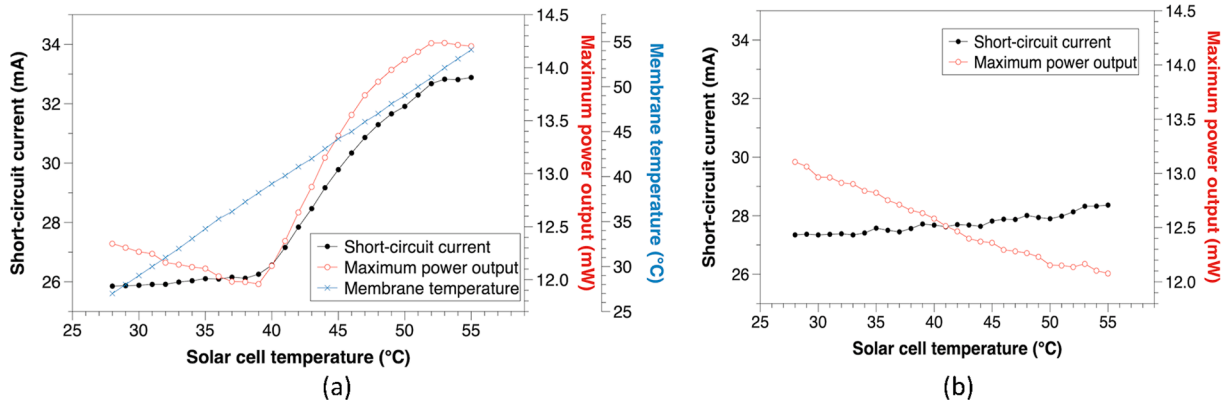 Short-circuit current (mA)
34
32
30
28
26
14.5
14.0
13.5
13.0
12.5
12.0
Maximum power output (mW)
55
50
45
40
35
30
25
Membrane temperature (°C)
Short-circuit current
Maximum power output
Membrane temperature
25 30 35 40 45 50 55
Solar cell temperature (°C)
(a)
Short-circuit current (mA)
34
32
30
28
26
14.5
14.0
13.5
13.0
12.5
12.0
Maximum power output (mW)
Short-circuit current
Maximum power output
25 30 35 40 45 50 55
Solar cell temperature (°C)
(b)